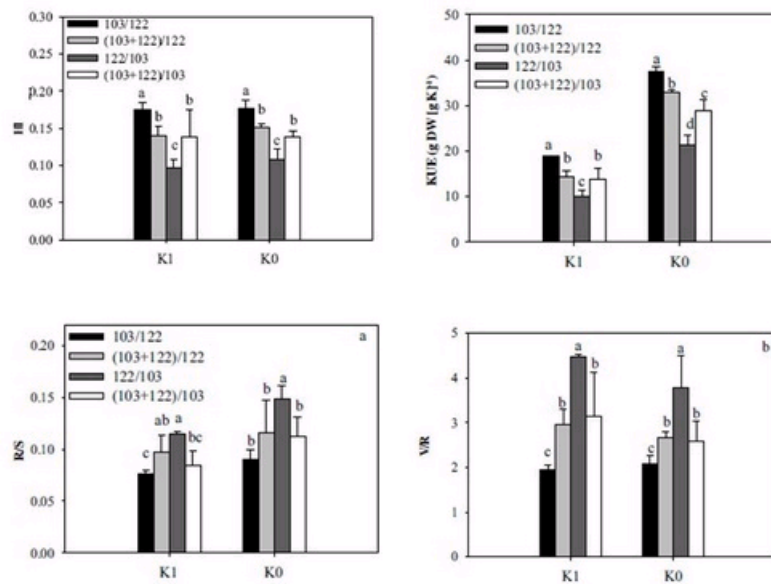 0.30
0.25
0.20
0.15
0.10
0.05
0.00
103/122
(103+122)/122
122/103
(103+122)/103
a
b
c
b
a
b
c
b
K1
K0
KUE (g DW [g K]
50
40
30
20
10
0
103/122
(103+122)/122
122/103
(103+122)/103
a
b
c
b
a
b
d
c
K1
K0
R/S
0.20
0.15
0.10
0.05
0.00
103/122
(103+122)/122
122/103
(103+122)/103
a
c
ab
a
bc
b
b
a
b
K1
K0
V/R
5
4
3
2
1
0
b
c
b
a
b
c
b
a
b
K1
K0